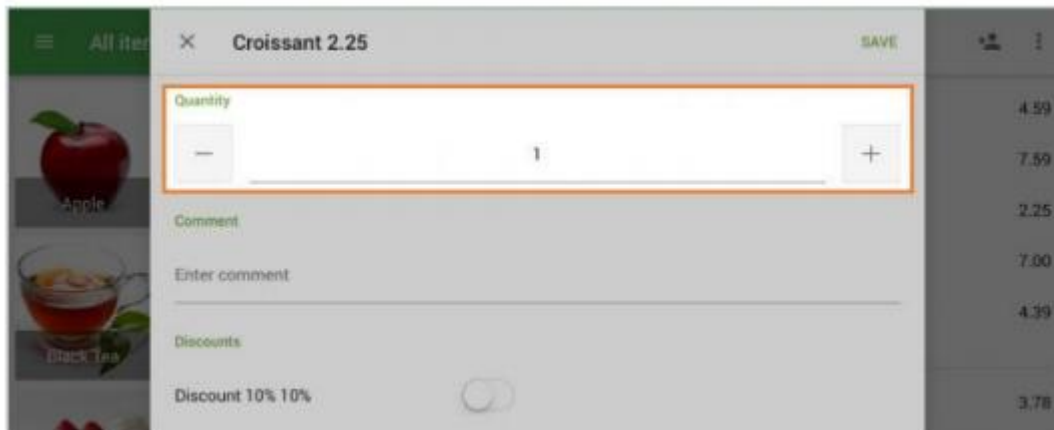 All iter
Croissant 2.25
SAVE
Quantity
1
4.59
7.59
Apple
2.25
Comment
7.00
Enter comment
4.39
Black Tea
Discounts
Discount 10% 10%
3.78